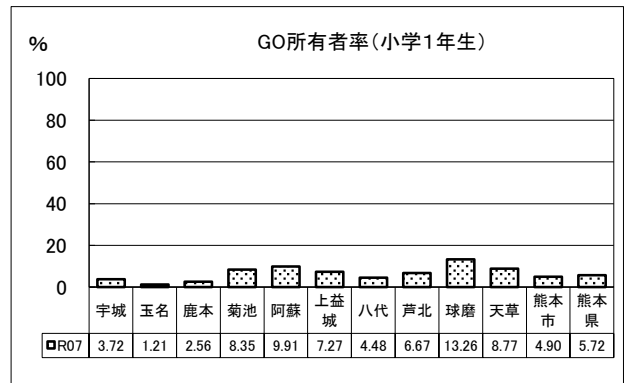 GO所有者率（小学1年生）
%
100
80
60
40
20
0
宇城 玉名 鹿本 菊池 阿蘇 上益城 八代 芦北 球磨 天草 熊本市 熊本県
R07 3.72 1.21 2.56 8.35 9.91 7.27 4.48 6.67 13.26 8.77 4.90 5.72